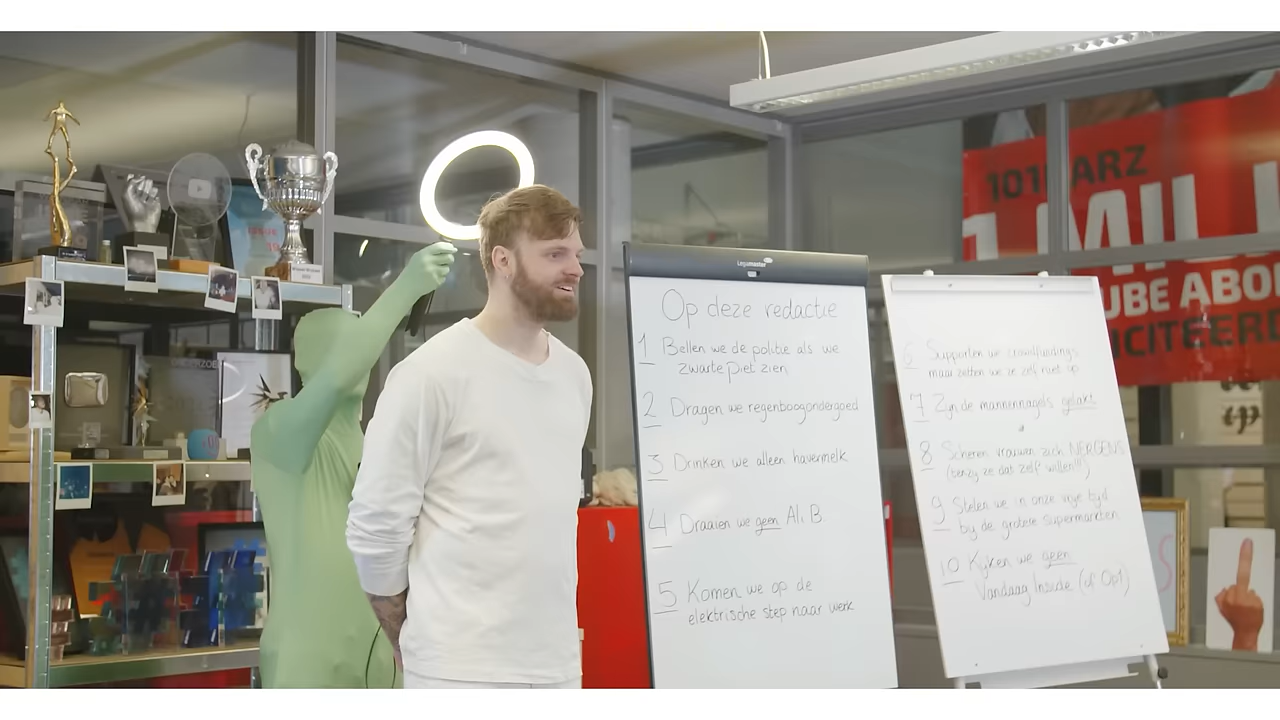 Legamaster
Op deze redactie
1 Bellen we de politie als we
zwarte Piet zien
2 Dragen we regenboogondergoed
3 Drinken we alleen havermelk
4 Draaien we geen Ali B.
5 Komen we op de
elektrische step naar werk
6 Supporten we crowdfundings
maar zetten we ze zelf niet op
7 Zijn de mannennagels gelakt
8 Scheren vrouwen zich NERGENS
(tenzij ze dat zelf willen!!!)
9 Stelen we in onze vrije tijd
bij de grotere supermarkten
10 Kijken we geen
Vandaag Inside (of Op1)
101BARZ
1 MILJ
UBE ABO
ICITEER